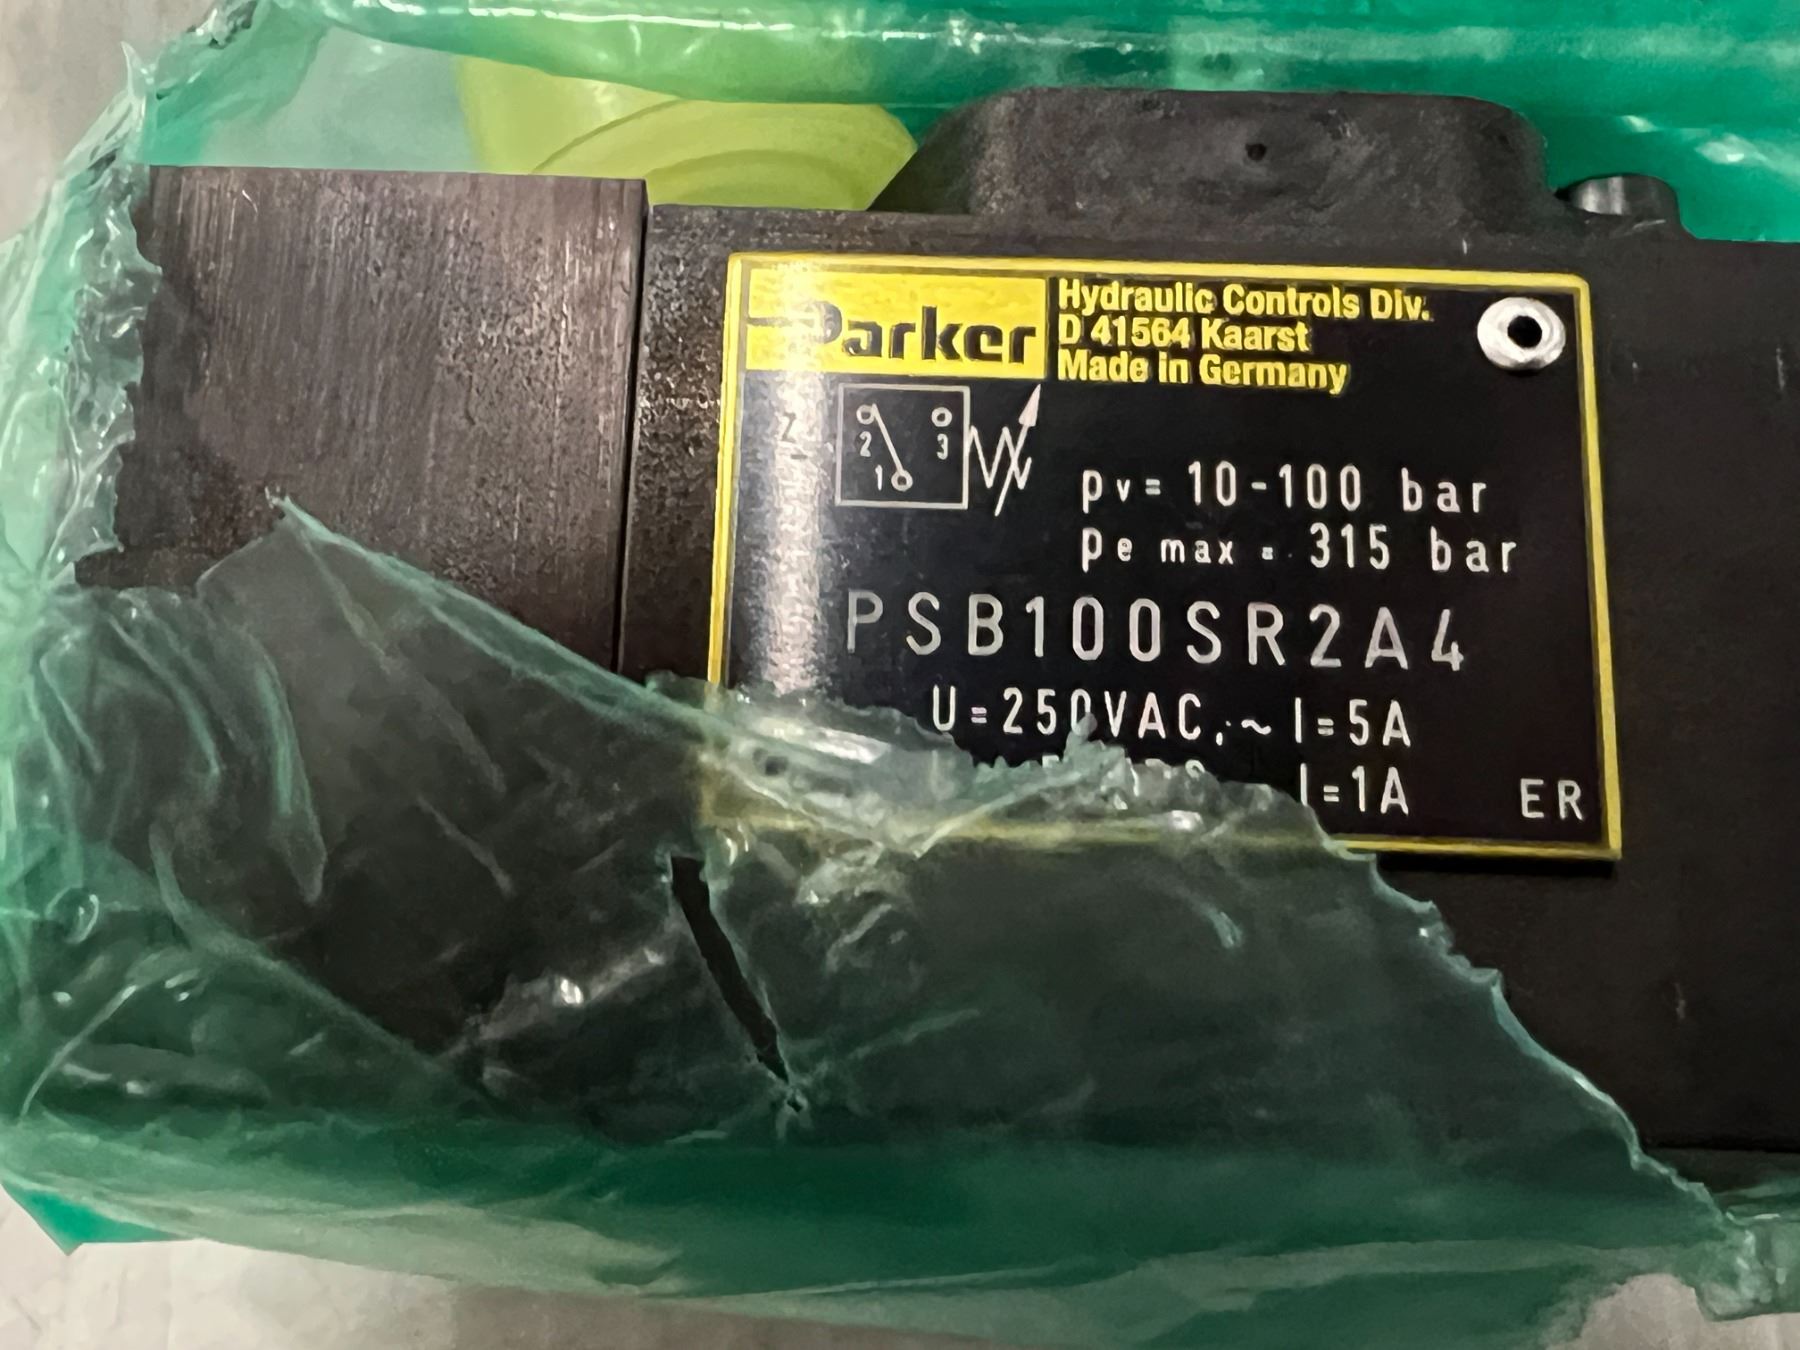 Parker
Hydraulic Controls Div.
D 41564 Kaarst
Made in Germany
2 3
1
pv= 10-100 bar
pe max = 315 bar
PSB100SR2A4
U=250VAC,~ I=5A
I=1A ER